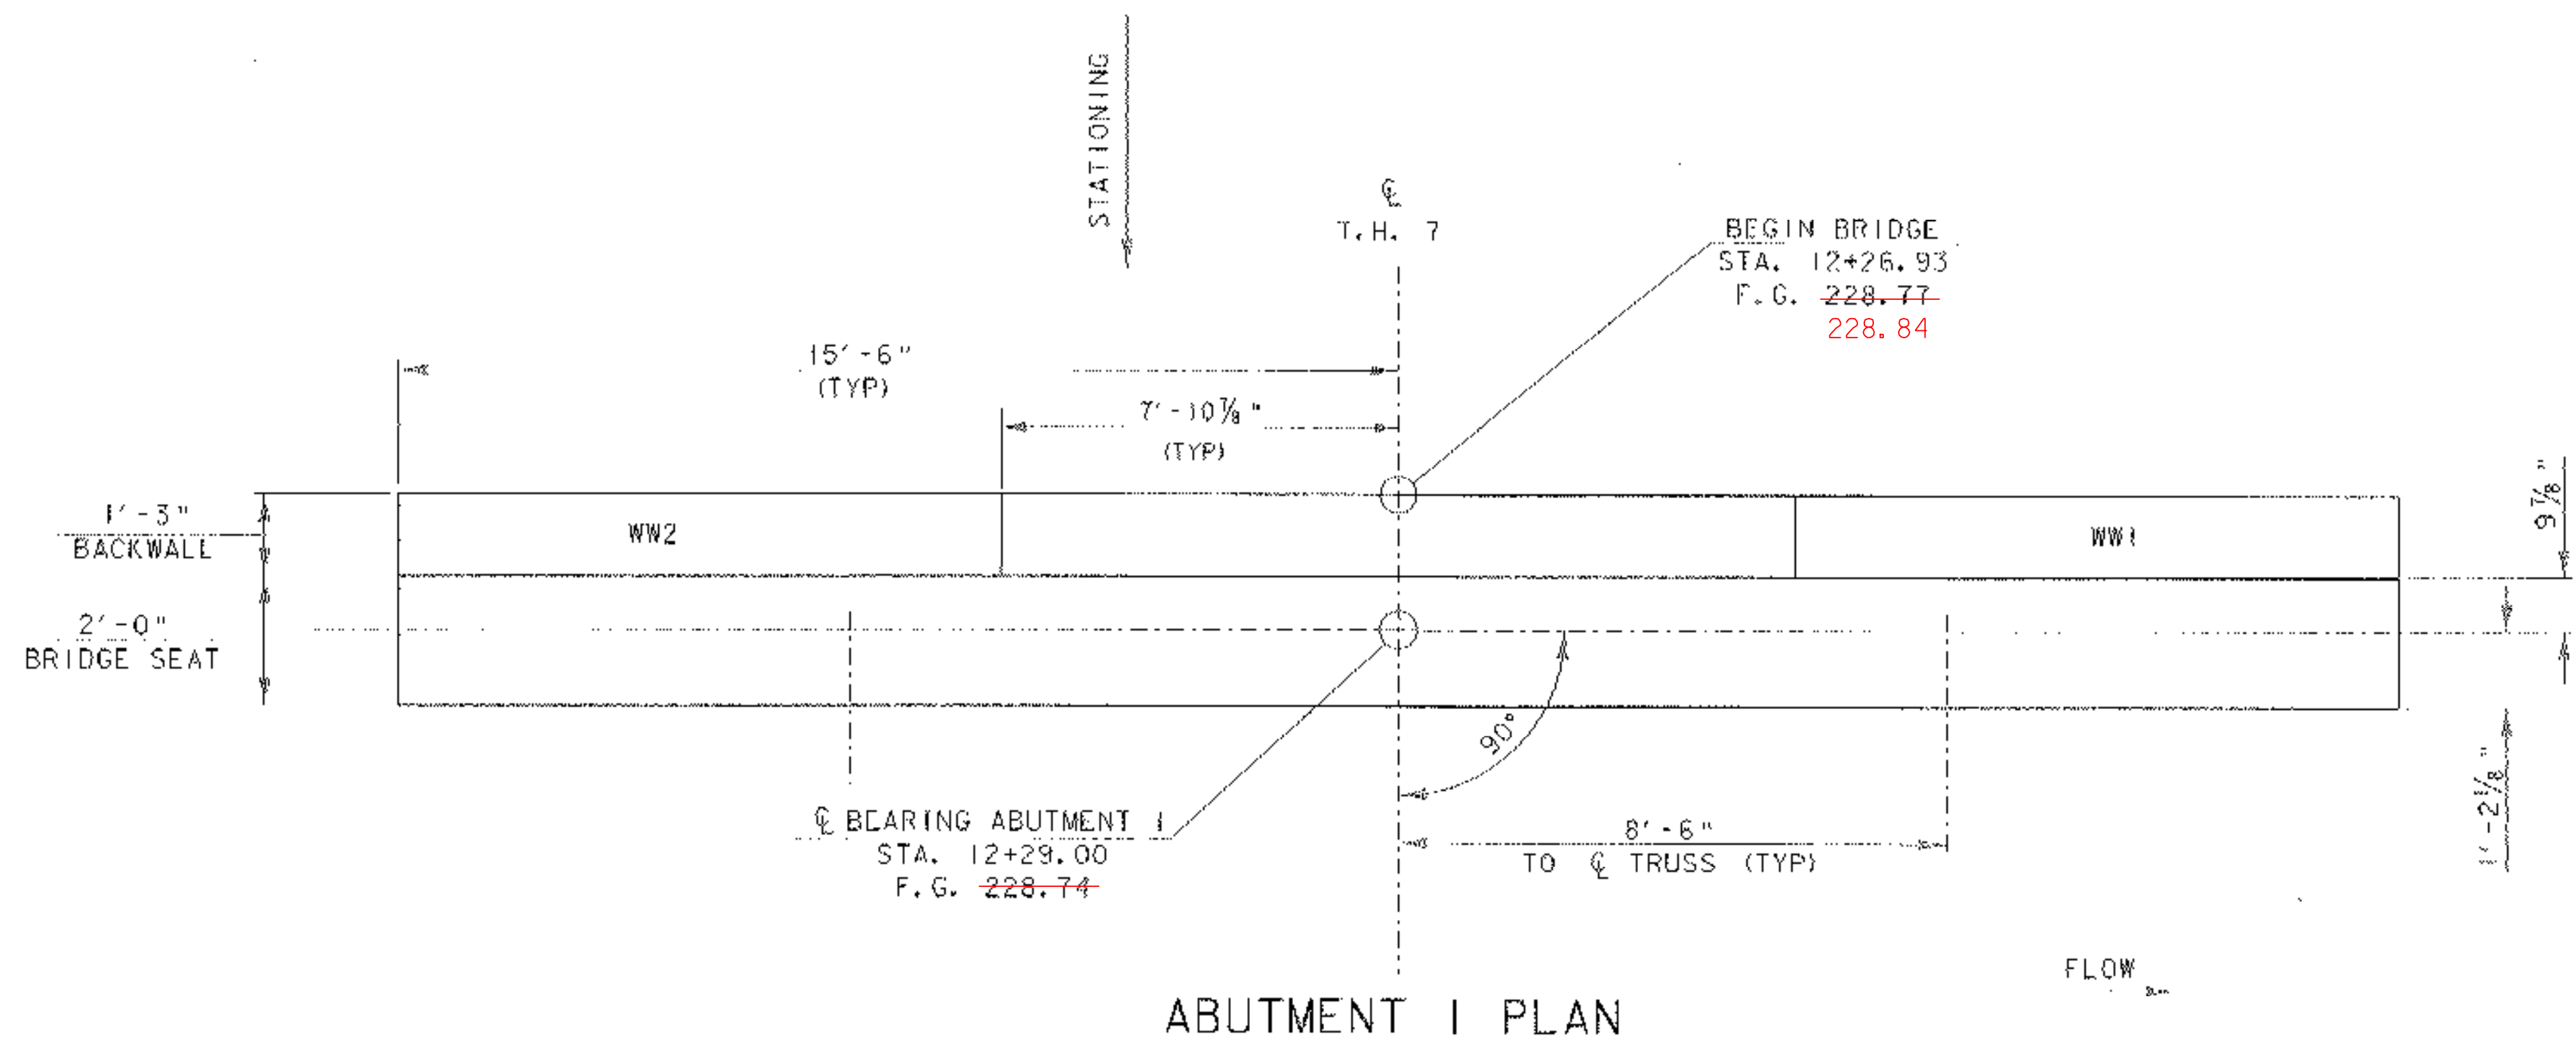 STATIONING
℄
T.H. 7
BEGIN BRIDGE
STA. 12+26.93
F.G. 228.77
228.84
15'-6"
(TYP)
7'-10⅞"
(TYP)
1'-3"
BACKWALL
WW2
WW1
9⅞"
2'-0"
BRIDGE SEAT
90°
℄ BEARING ABUTMENT 1
STA. 12+29.00
F.G. 228.74
8'-6"
TO ℄ TRUSS (TYP)
1'-2⅛"
FLOW
ABUTMENT 1 PLAN